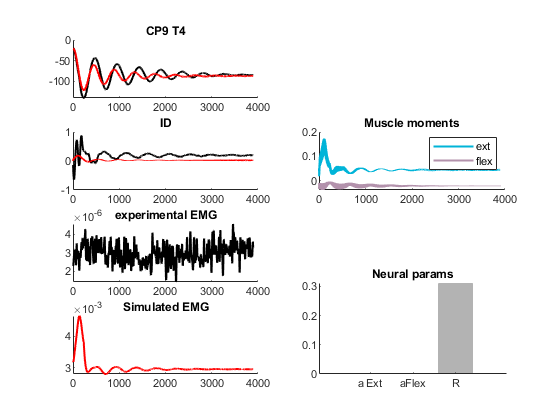 CP9 T4
0
-50
-100
0 1000 2000 3000 4000
ID
1
0
-1
0 1000 2000 3000 4000
×10^-6 experimental EMG
4
3
2
0 1000 2000 3000 4000
×10^-3 Simulated EMG
4
3
0 1000 2000 3000 4000
Muscle moments
0.2
0.1
0
0 1000 2000 3000 4000
ext
flex
Neural params
0.3
0.2
0.1
0
a Ext aFlex R